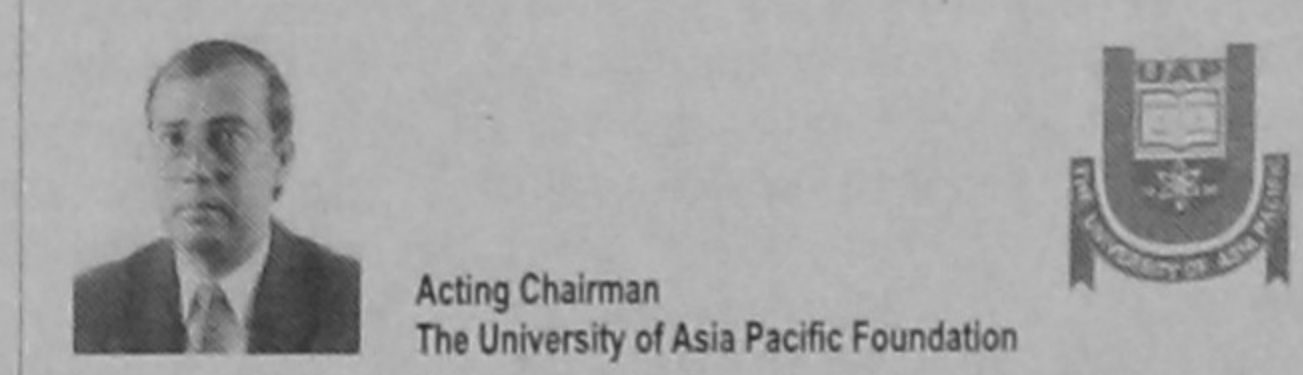 UAP
THE UNIVERSITY OF ASIA PACIFIC
Acting Chairman
The University of Asia Pacific Foundation